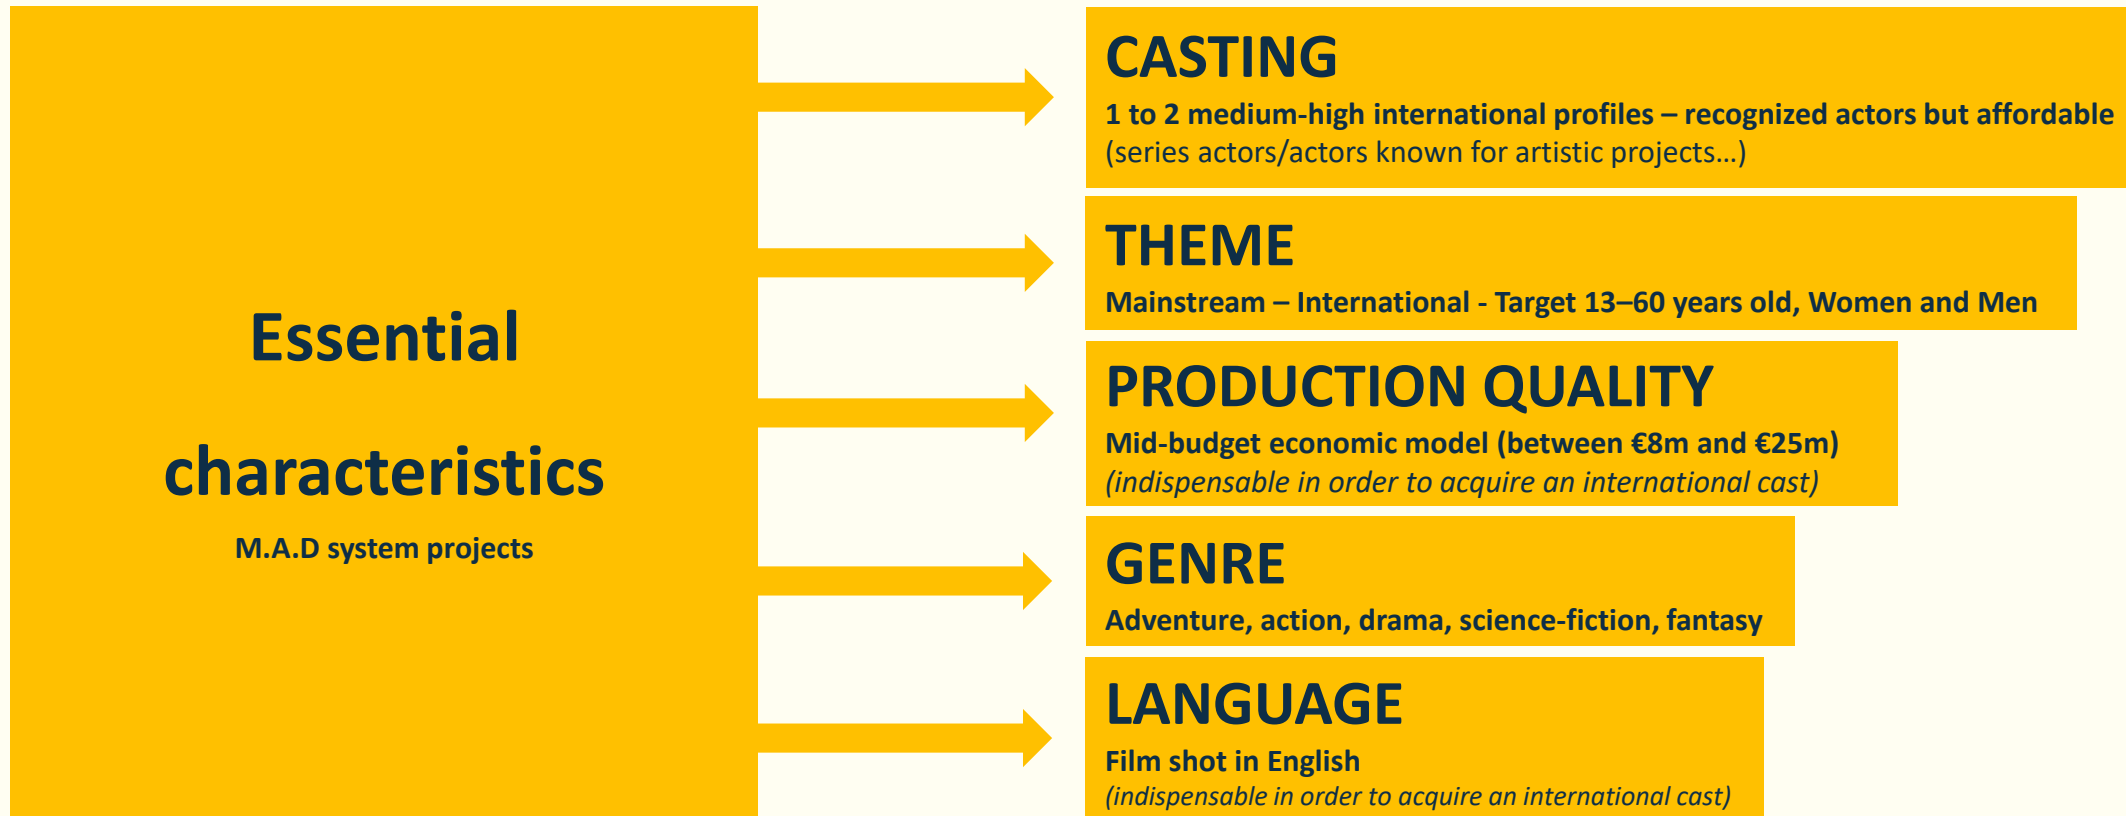 Essential
characteristics
M.A.D system projects
CASTING
1 to 2 medium-high international profiles – recognized actors but affordable
(series actors/actors known for artistic projects…)
THEME
Mainstream – International - Target 13–60 years old, Women and Men
PRODUCTION QUALITY
Mid-budget economic model (between €8m and €25m)
(indispensable in order to acquire an international cast)
GENRE
Adventure, action, drama, science-fiction, fantasy
LANGUAGE
Film shot in English
(indispensable in order to acquire an international cast)